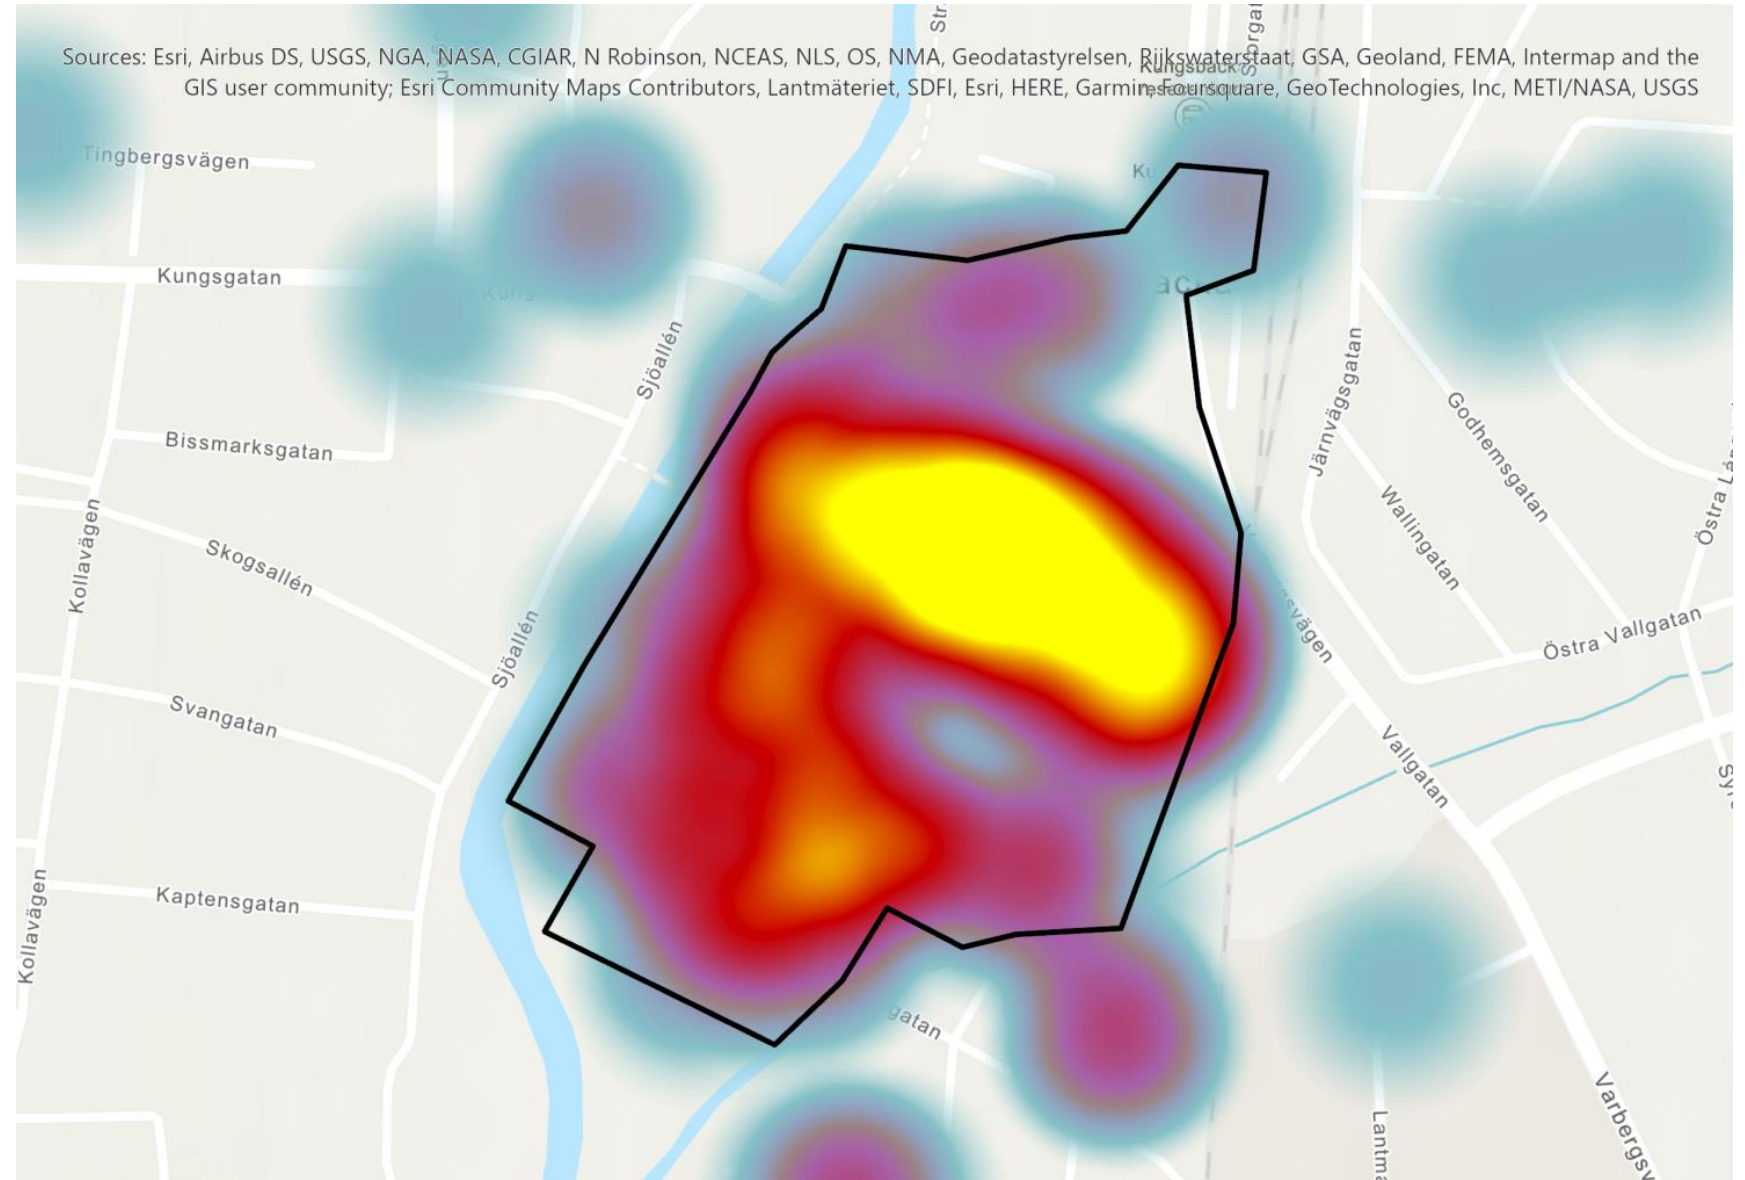 Sources: Esri, Airbus DS, USGS, NGA, NASA, CGIAR, N Robinson, NCEAS, NLS, OS, NMA, Geodatastyrelsen, Rijkswaterstaat, GSA, Geoland, FEMA, Intermap and the
GIS user community; Esri Community Maps Contributors, Lantmäteriet, SDFI, Esri, HERE, Garmin, Foursquare, GeoTechnologies, Inc, METI/NASA, USGS
Tingbergsvägen
Kungsgatan
Sjöallén
Bissmarksgatan
Järnvägsgatan
Godhemsgatan
Wallingatan
Kollavägen
Skogsallén
Sjöallén
Östra Vallgatan
Svangatan
Vallgatan
Kaptensgatan
Kollavägen
gatan